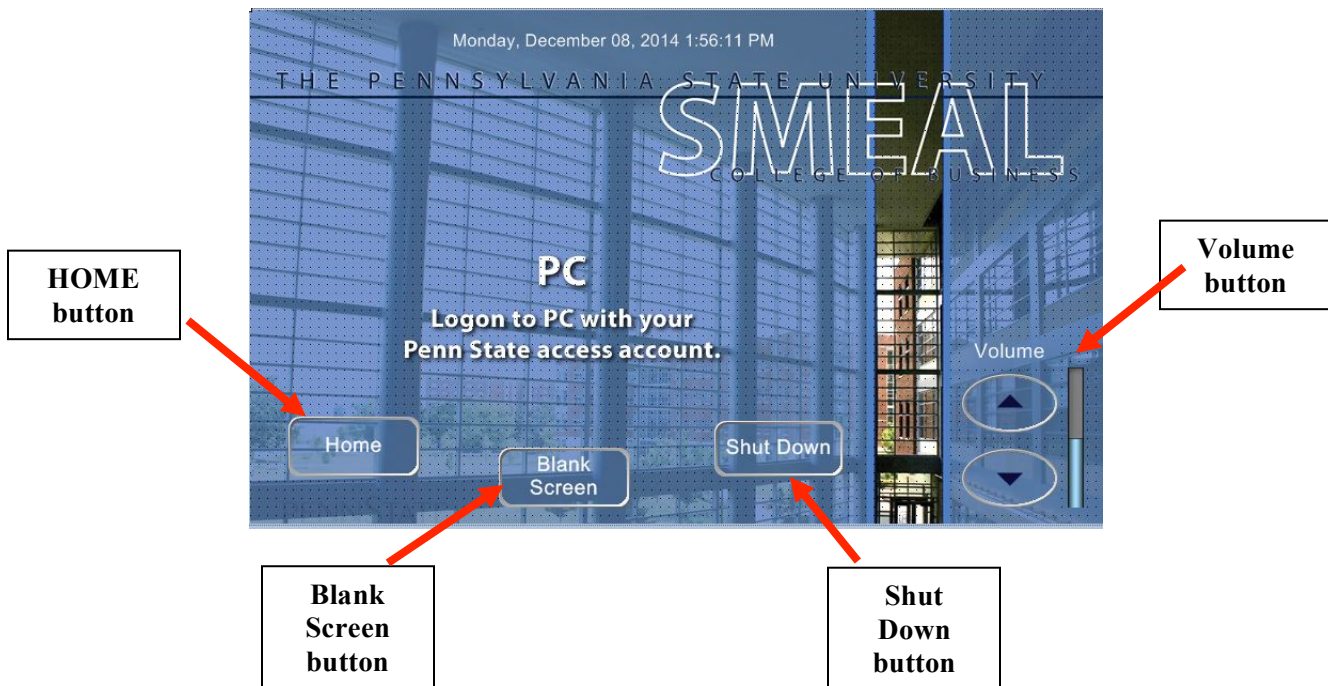 Monday, December 08, 2014 1:56:11 PM
THE PENNSYLVANIA STATE UNIVERSITY
SMEAL
COLLEGE OF BUSINESS
Volume
button
HOME
button
PC
Logon to PC with your
Penn State access account.
Volume
Home
Blank
Screen
Shut Down
Blank
Screen
button
Shut
Down
button